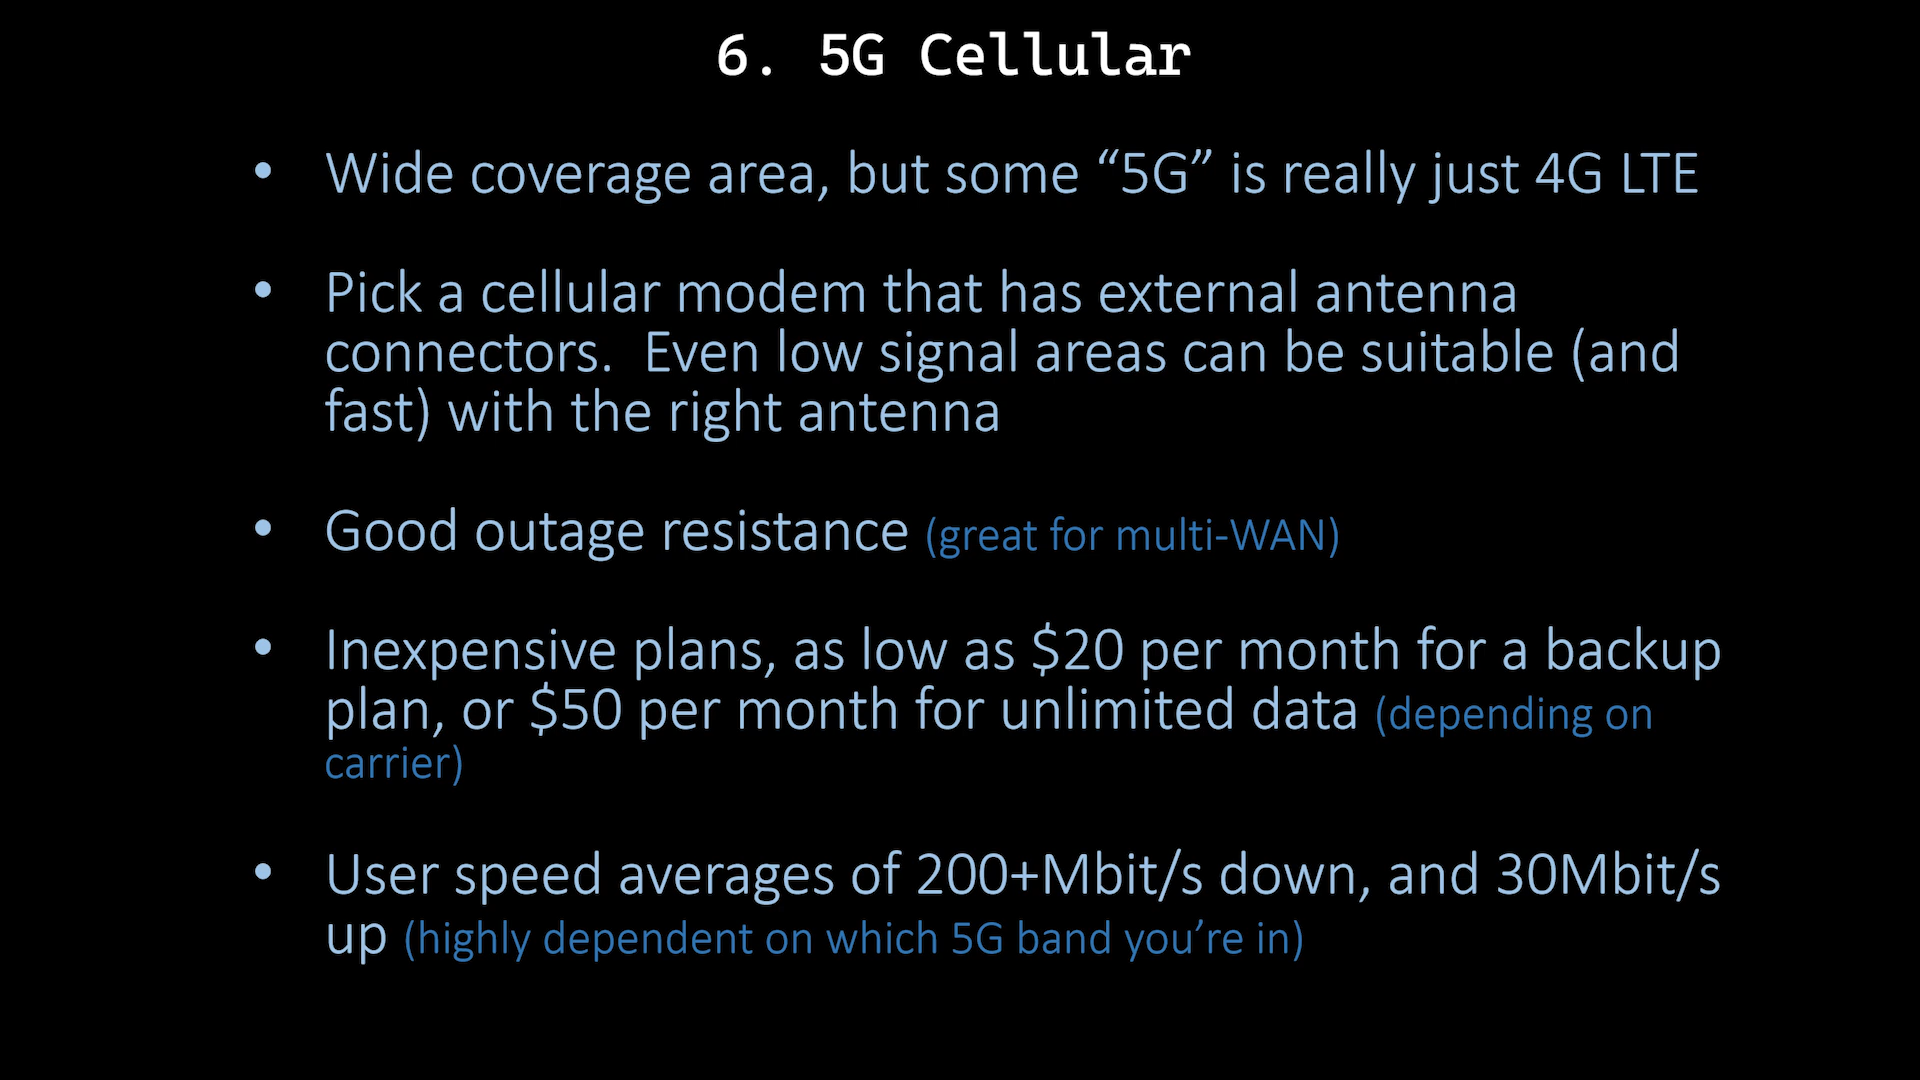 6. 5G Cellular
• Wide coverage area, but some “5G” is really just 4G LTE
• Pick a cellular modem that has external antenna
connectors.  Even low signal areas can be suitable (and
fast) with the right antenna
• Good outage resistance (great for multi-WAN)
• Inexpensive plans, as low as $20 per month for a backup
plan, or $50 per month for unlimited data (depending on
carrier)
• User speed averages of 200+Mbit/s down, and 30Mbit/s
up (highly dependent on which 5G band you’re in)